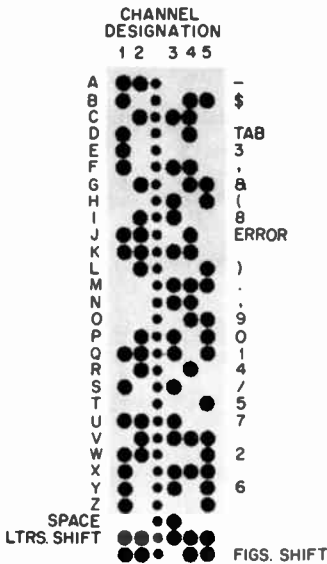 CHANNEL
DESIGNATION
1 2 3 4 5
A –
B $
C
D TAB
E 3
F ,
G &
H (
I 8
J ERROR
K
L )
M .
N ,
O 9
P 0
Q 1
R 4
S /
T 5
U 7
V
W 2
X
Y 6
Z
SPACE
LTRS. SHIFT
FIGS. SHIFT